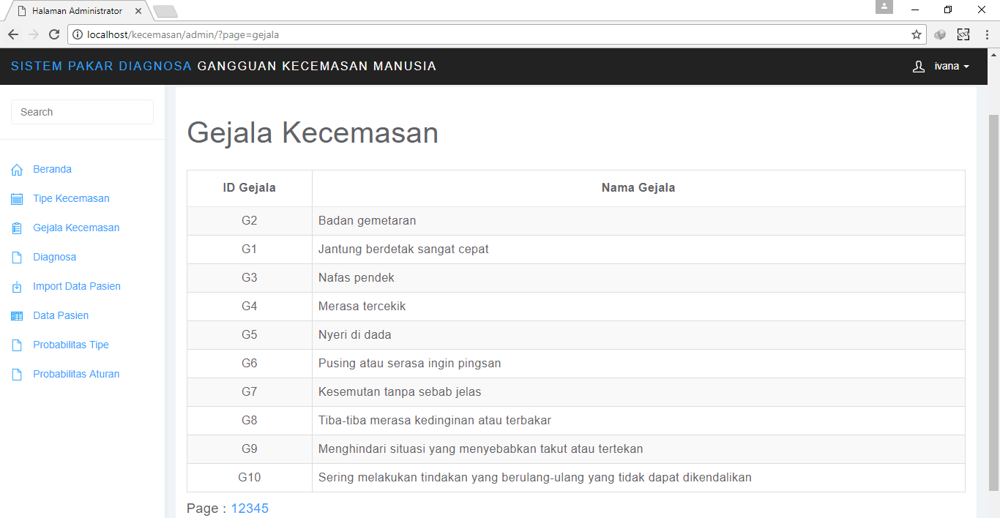 Halaman Administrator
localhost/kecemasan/admin/?page=gejala
SISTEM PAKAR DIAGNOSA GANGGUAN KECEMASAN MANUSIA
ivana
Search
Beranda
Tipe Kecemasan
Gejala Kecemasan
Diagnosa
Import Data Pasien
Data Pasien
Probabilitas Tipe
Probabilitas Aturan
Gejala Kecemasan
ID Gejala Nama Gejala
G2 Badan gemetaran
G1 Jantung berdetak sangat cepat
G3 Nafas pendek
G4 Merasa tercekik
G5 Nyeri di dada
G6 Pusing atau serasa ingin pingsan
G7 Kesemutan tanpa sebab jelas
G8 Tiba-tiba merasa kedinginan atau terbakar
G9 Menghindari situasi yang menyebabkan takut atau tertekan
G10 Sering melakukan tindakan yang berulang-ulang yang tidak dapat dikendalikan
Page : 12345